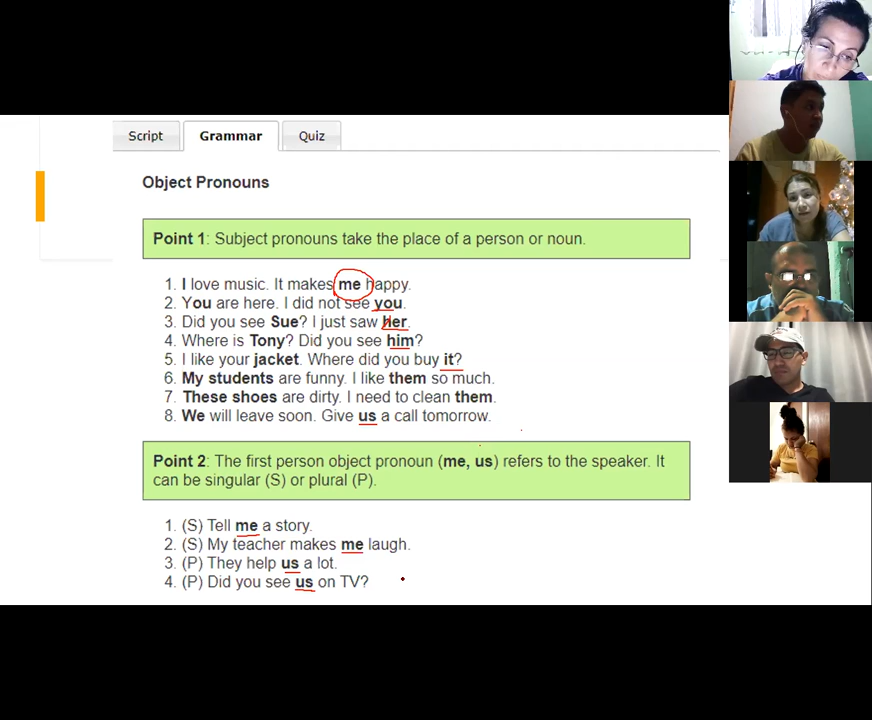 Script Grammar Quiz
Object Pronouns
Point 1: Subject pronouns take the place of a person or noun.
1. I love music. It makes me happy.
2. You are here. I did not see you.
3. Did you see Sue? I just saw her.
4. Where is Tony? Did you see him?
5. I like your jacket. Where did you buy it?
6. My students are funny. I like them so much.
7. These shoes are dirty. I need to clean them.
8. We will leave soon. Give us a call tomorrow.
Point 2: The first person object pronoun (me, us) refers to the speaker. It
can be singular (S) or plural (P).
1. (S) Tell me a story.
2. (S) My teacher makes me laugh.
3. (P) They help us a lot.
4. (P) Did you see us on TV?